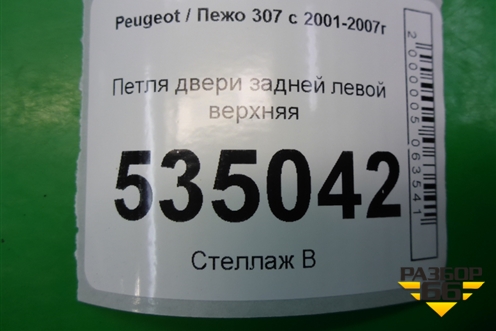 Peugeot / Пежо 307 с 2001-2007г
Петля двери задней левой
верхняя
535042
Стеллаж В
2000005063541
РАЗБОР
66